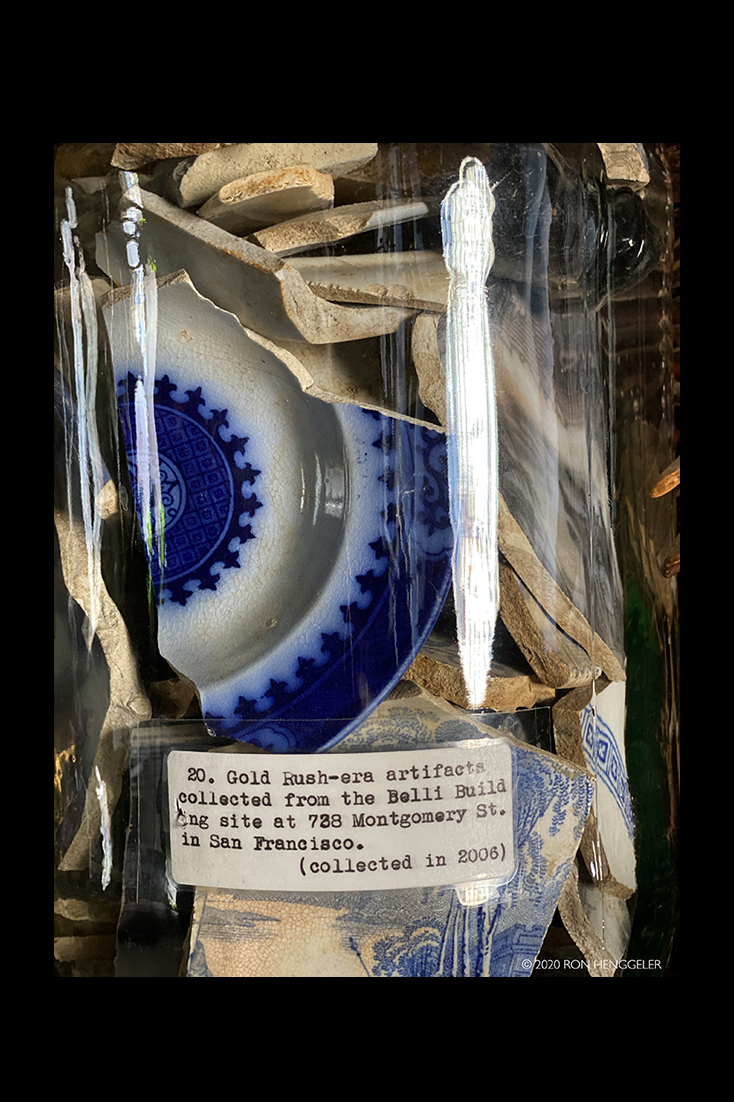 20. Gold Rush-era artifacts
collected from the Belli Build
ing site at 728 Montgomery St.
in San Francisco.
(collected in 2006)
© 2020 RON HENGGELER